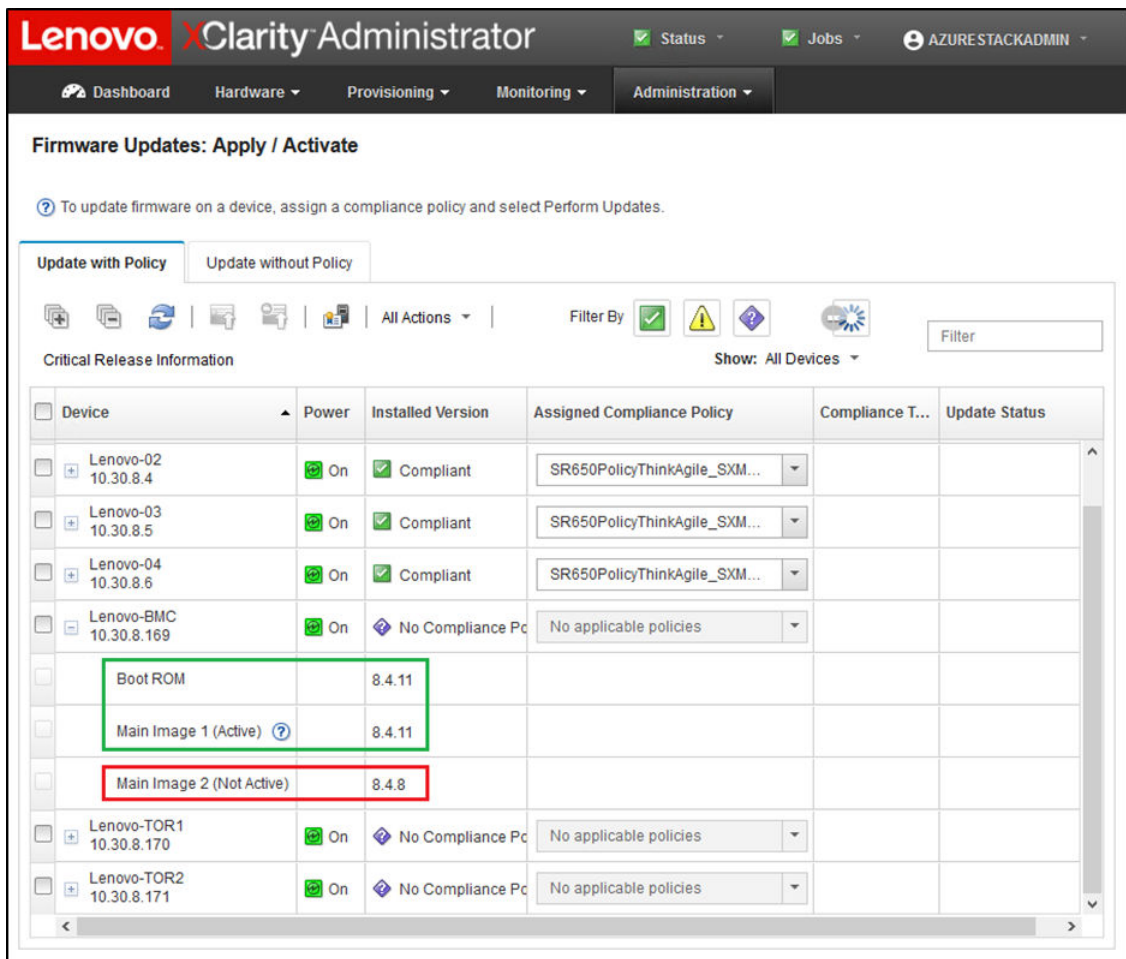 Lenovo. XClarity Administrator
Status
Jobs
AZURESTACKADMIN
Dashboard
Hardware
Provisioning
Monitoring
Administration
Firmware Updates: Apply / Activate
? To update firmware on a device, assign a compliance policy and select Perform Updates.
Update with Policy
Update without Policy
All Actions
Filter By
Filter
Critical Release Information
Show: All Devices
Device Power Installed Version Assigned Compliance Policy Compliance T... Update Status
Lenovo-02
10.30.8.4
On Compliant SR650PolicyThinkAgile_SXM...
Lenovo-03
10.30.8.5
On Compliant SR650PolicyThinkAgile_SXM...
Lenovo-04
10.30.8.6
On Compliant SR650PolicyThinkAgile_SXM...
Lenovo-BMC
10.30.8.169
On No Compliance Po No applicable policies
Boot ROM 8.4.11
Main Image 1 (Active) ? 8.4.11
Main Image 2 (Not Active) 8.4.8
Lenovo-TOR1
10.30.8.170
On No Compliance Po No applicable policies
Lenovo-TOR2
10.30.8.171
On No Compliance Po No applicable policies